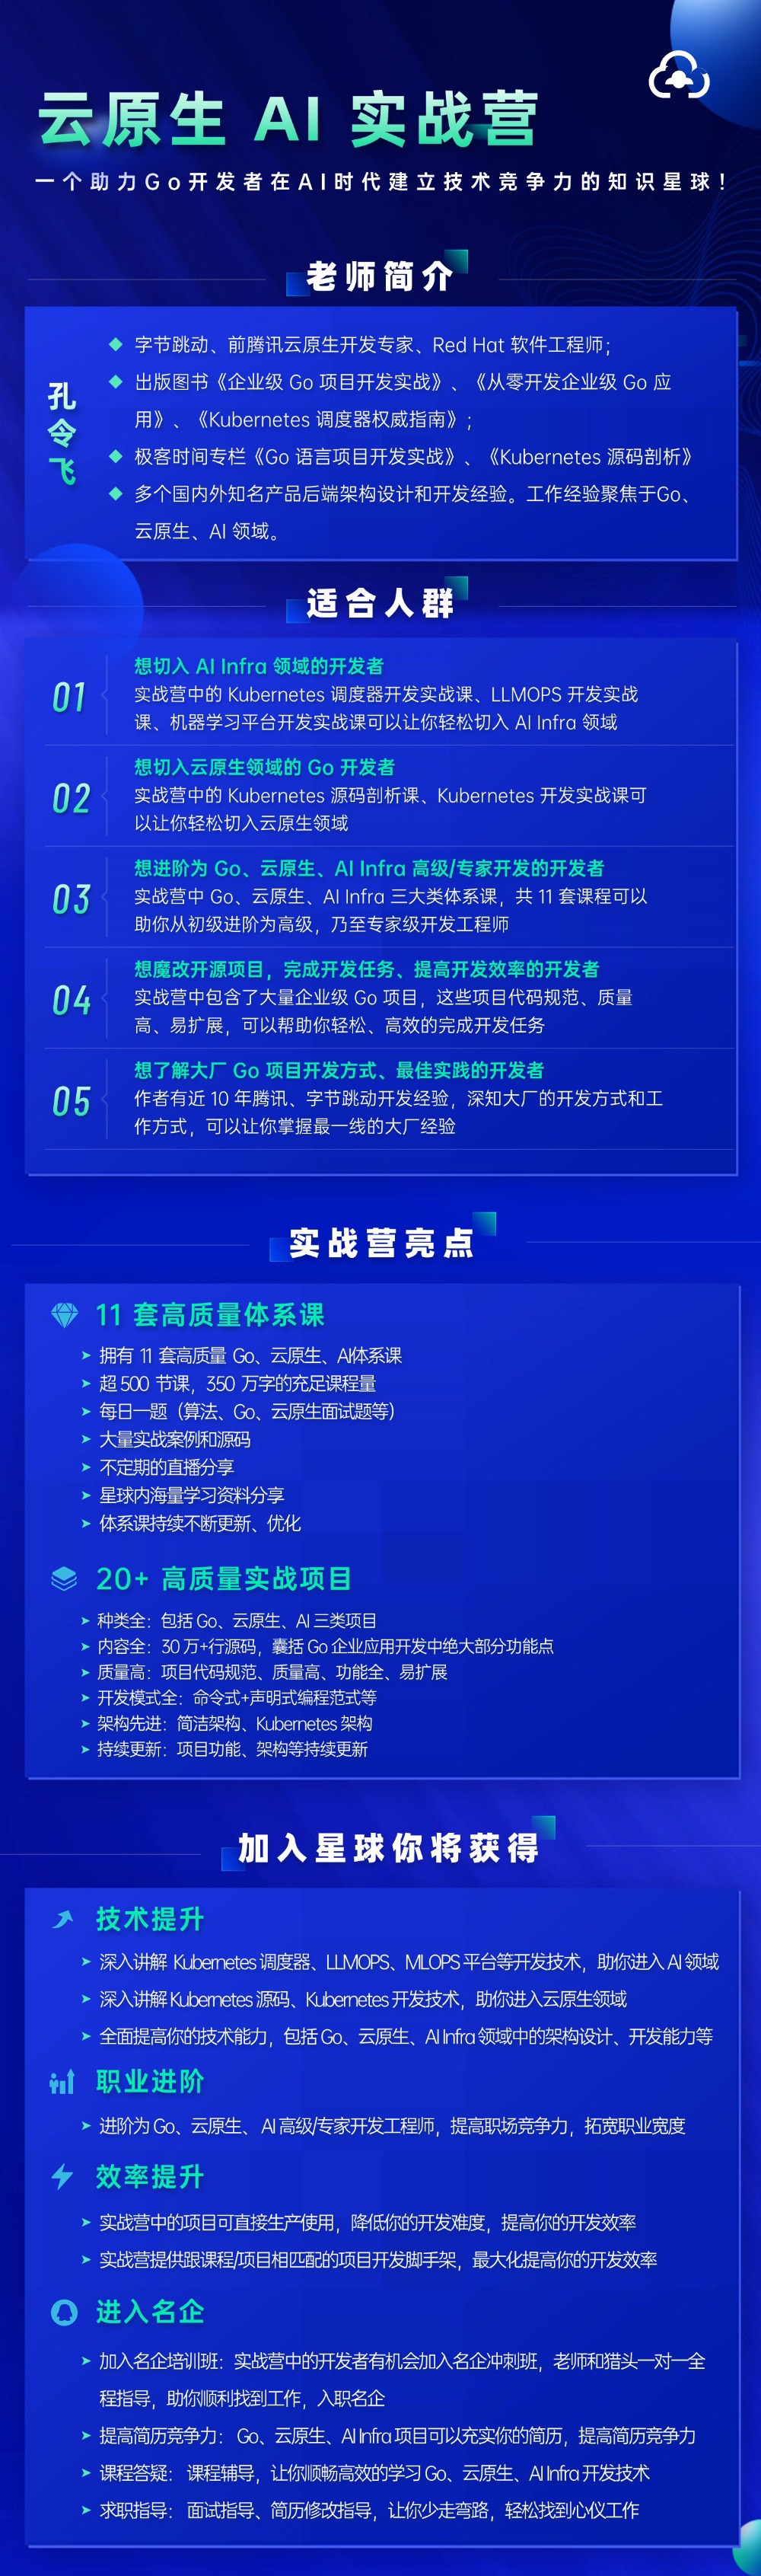 云原生 AI 实战营
一个助力Go开发者在AI时代建立技术竞争力的知识星球！
老师简介
孔令飞
字节跳动、前腾讯云原生开发专家、Red Hat 软件工程师；
出版图书《企业级 Go 项目开发实战》、《从零开发企业级 Go 应
用》、《Kubernetes 调度器权威指南》；
极客时间专栏《Go 语言项目开发实战》、《Kubernetes 源码剖析》
多个国内外知名产品后端架构设计和开发经验。工作经验聚焦于Go、
云原生、AI 领域。
适合人群
01
想切入 AI Infra 领域的开发者
实战营中的 Kubernetes 调度器开发实战课、LLMOPS 开发实战
课、机器学习平台开发实战课可以让你轻松切入 AI Infra 领域
02
想切入云原生领域的 Go 开发者
实战营中的 Kubernetes 源码剖析课、Kubernetes 开发实战课可
以让你轻松切入云原生领域
03
想进阶为 Go、云原生、AI Infra 高级/专家开发的开发者
实战营中 Go、云原生、AI Infra 三大类体系课，共 11 套课程可以
助你从初级进阶为高级，乃至专家级开发工程师
04
想魔改开源项目，完成开发任务、提高开发效率的开发者
实战营中包含了大量企业级 Go 项目，这些项目代码规范、质量
高、易扩展，可以帮助你轻松、高效的完成开发任务
05
想了解大厂 Go 项目开发方式、最佳实践的开发者
作者有近 10 年腾讯、字节跳动开发经验，深知大厂的开发方式和工
作方式，可以让你掌握最一线的大厂经验
实战营亮点
11 套高质量体系课
拥有 11 套高质量 Go、云原生、AI体系课
超 500 节课，350 万字的充足课程量
每日一题（算法、Go、云原生面试题等）
大量实战案例和源码
不定期的直播分享
星球内海量学习资料分享
体系课持续不断更新、优化
20+ 高质量实战项目
种类全：包括 Go、云原生、AI 三类项目
内容全：30 万+行源码，囊括 Go 企业应用开发中绝大部分功能点
质量高：项目代码规范、质量高、功能全、易扩展
开发模式全：命令式+声明式编程范式等
架构先进：简洁架构、Kubernetes 架构
持续更新：项目功能、架构等持续更新
加入星球你将获得
技术提升
深入讲解 Kubernetes 调度器、LLMOPS、MLOPS 平台等开发技术，助你进入 AI 领域
深入讲解 Kubernetes 源码、Kubernetes 开发技术，助你进入云原生领域
全面提高你的技术能力，包括 Go、云原生、AI Infra 领域中的架构设计、开发能力等
职业进阶
进阶为 Go、云原生、 AI 高级/专家开发工程师，提高职场竞争力，拓宽职业宽度
效率提升
实战营中的项目可直接生产使用，降低你的开发难度，提高你的开发效率
实战营提供跟课程/项目相匹配的项目开发脚手架，最大化提高你的开发效率
进入名企
加入名企培训班：实战营中的开发者有机会加入名企冲刺班，老师和猎头一对一全
程指导，助你顺利找到工作，入职名企
提高简历竞争力： Go、云原生、AI Infra 项目可以充实你的简历，提高简历竞争力
课程答疑： 课程辅导，让你顺畅高效的学习 Go、云原生、AI Infra 开发技术
求职指导： 面试指导、简历修改指导，让你少走弯路，轻松找到心仪工作